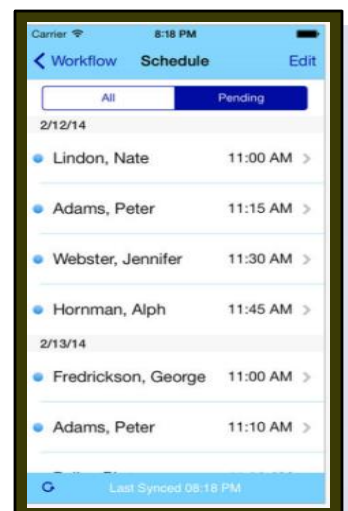 Carrier 8:18 PM
Workflow Schedule Edit
All Pending
2/12/14
Lindon, Nate 11:00 AM
Adams, Peter 11:15 AM
Webster, Jennifer 11:30 AM
Hornman, Alph 11:45 AM
2/13/14
Fredrickson, George 11:00 AM
Adams, Peter 11:10 AM
Last Synced 08:18 PM